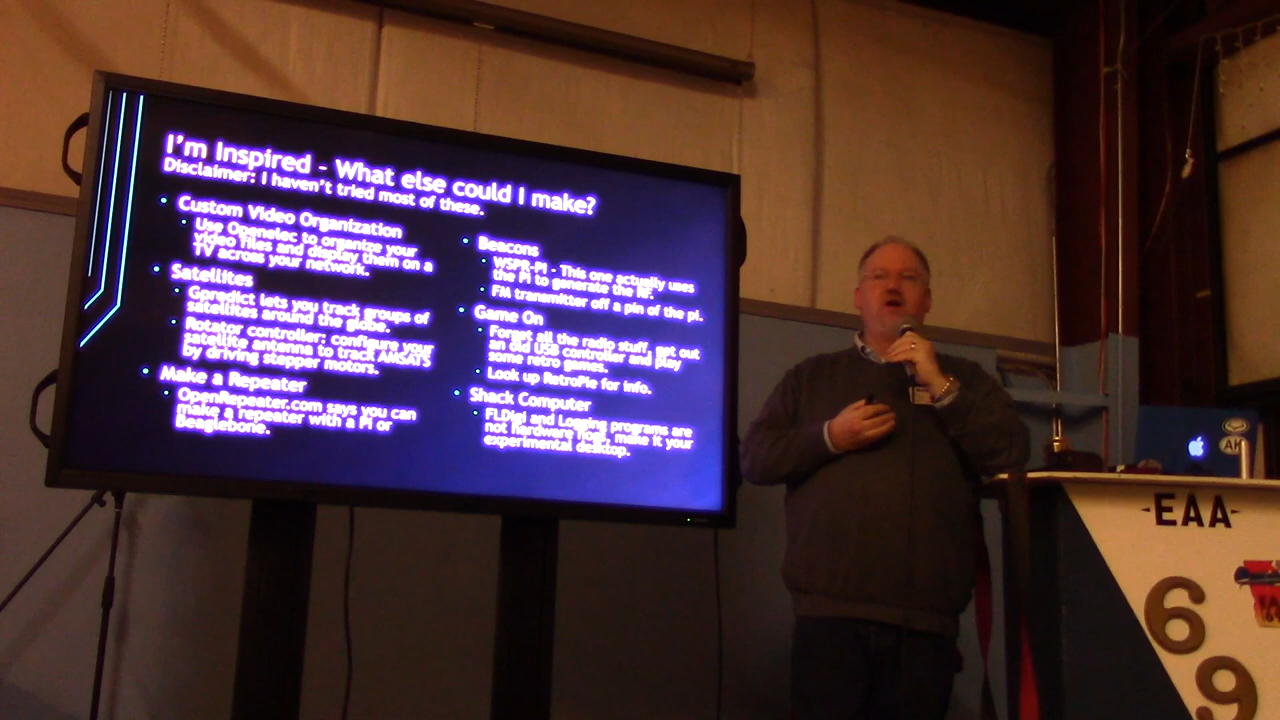 I'm Inspired - What else could I make?
Disclaimer: I haven't tried most of these.
Custom Video Organization
Use Openelec to organize your
video files and display them on a
TV across your network.
Satellites
Gpredict lets you track groups of
satellites around the globe.
Rotator controller: configure your
satellite antenna to track AMSATS
by driving stepper motors.
Make a Repeater
OpenRepeater.com says you can
make a repeater with a Pi or
Beaglebone.
Beacons
WSPR-Pi - This one actually uses
the Pi to generate the RF.
FM transmitter off a pin of the pi.
Game On
Forget all the radio stuff, get out
an old USB controller and play
some retro games.
Look up RetroPie for info.
Shack Computer
FLDigi and Logging programs are
not hardware hogs, make it your
experimental desktop.
AK
-EAA-
6
9